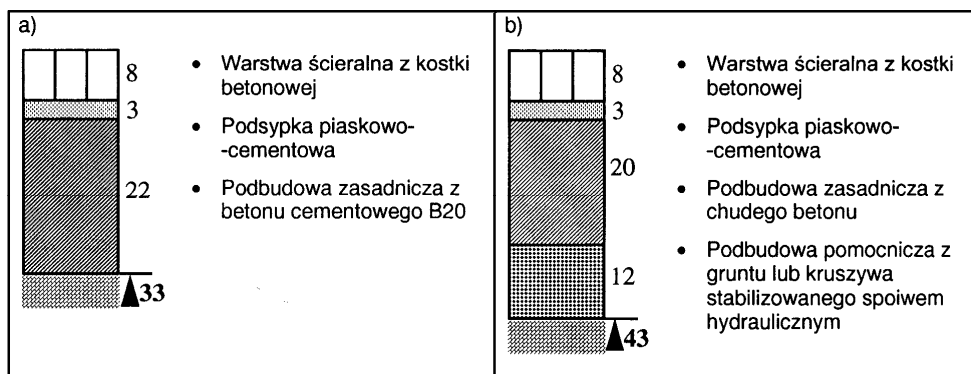 a)
8
3
22
33
• Warstwa ścieralna z kostki
betonowej
• Podsypka piaskowo-
-cementowa
• Podbudowa zasadnicza z
betonu cementowego B20
b)
8
3
20
12
43
• Warstwa ścieralna z kostki
betonowej
• Podsypka piaskowo-
-cementowa
• Podbudowa zasadnicza z
chudego betonu
• Podbudowa pomocnicza z
gruntu lub kruszywa
stabilizowanego spoiwem
hydraulicznym